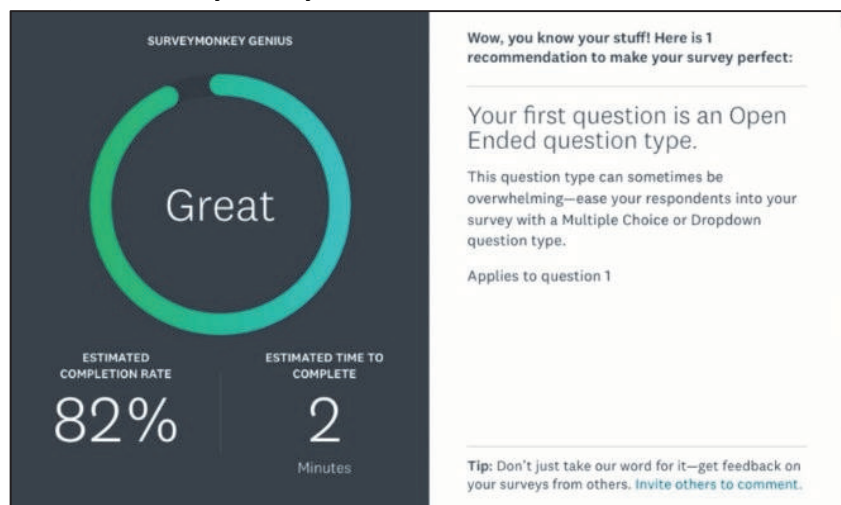 SURVEYMONKEY GENIUS
Great
ESTIMATED
COMPLETION RATE
82%
ESTIMATED TIME TO
COMPLETE
2
Minutes
Wow, you know your stuff! Here is 1
recommendation to make your survey perfect:
Your first question is an Open
Ended question type.
This question type can sometimes be
overwhelming—ease your respondents into your
survey with a Multiple Choice or Dropdown
question type.
Applies to question 1
Tip: Don't just take our word for it—get feedback on
your surveys from others. Invite others to comment.